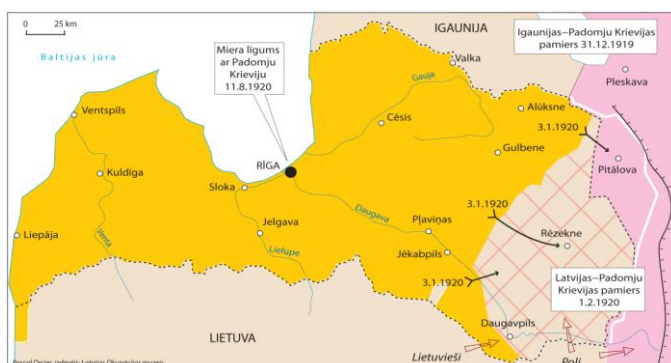 0 25 km
Baltijas jūra
IGAUNIJA
Igaunijas–Padomju Krievijas
pamiers 31.12.1919
Miera līgums
ar Padomju
Krieviju
11.8.1920
Valka
Pleskava
Gauja
Ventspils
Alūksne
Cēsis
3.1.1920
Gulbene
RĪGA
Pitālova
Kuldīga
Sloka
3.1.1920
Daugava
Pļaviņas
Liepāja
Venta
Jelgava
Rēzekne
Lielupe
Jēkabpils
3.1.1920
Latvijas–Padomju
Krievijas pamiers
1.2.1920
LIETUVA
Daugavpils
Lietuvieši
Poļi